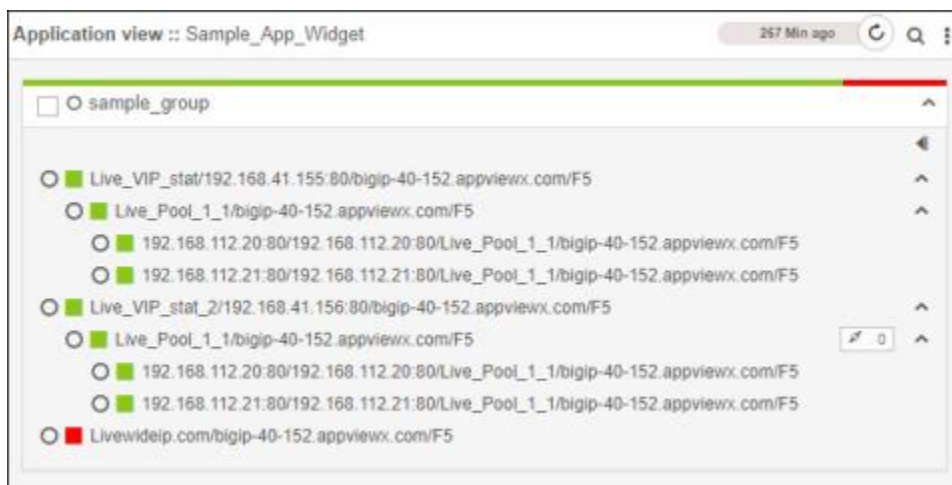 Application view :: Sample_App_Widget 267 Min ago
sample_group
Live_VIP_stat/192.168.41.155:80/bigip-40-152.appviewx.com/F5
Live_Pool_1_1/bigip-40-152.appviewx.com/F5
192.168.112.20:80/192.168.112.20:80/Live_Pool_1_1/bigip-40-152.appviewx.com/F5
192.168.112.21:80/192.168.112.21:80/Live_Pool_1_1/bigip-40-152.appviewx.com/F5
Live_VIP_stat_2/192.168.41.156:80/bigip-40-152.appviewx.com/F5
Live_Pool_1_1/bigip-40-152.appviewx.com/F5 0
192.168.112.20:80/192.168.112.20:80/Live_Pool_1_1/bigip-40-152.appviewx.com/F5
192.168.112.21:80/192.168.112.21:80/Live_Pool_1_1/bigip-40-152.appviewx.com/F5
Livewideip.com/bigip-40-152.appviewx.com/F5